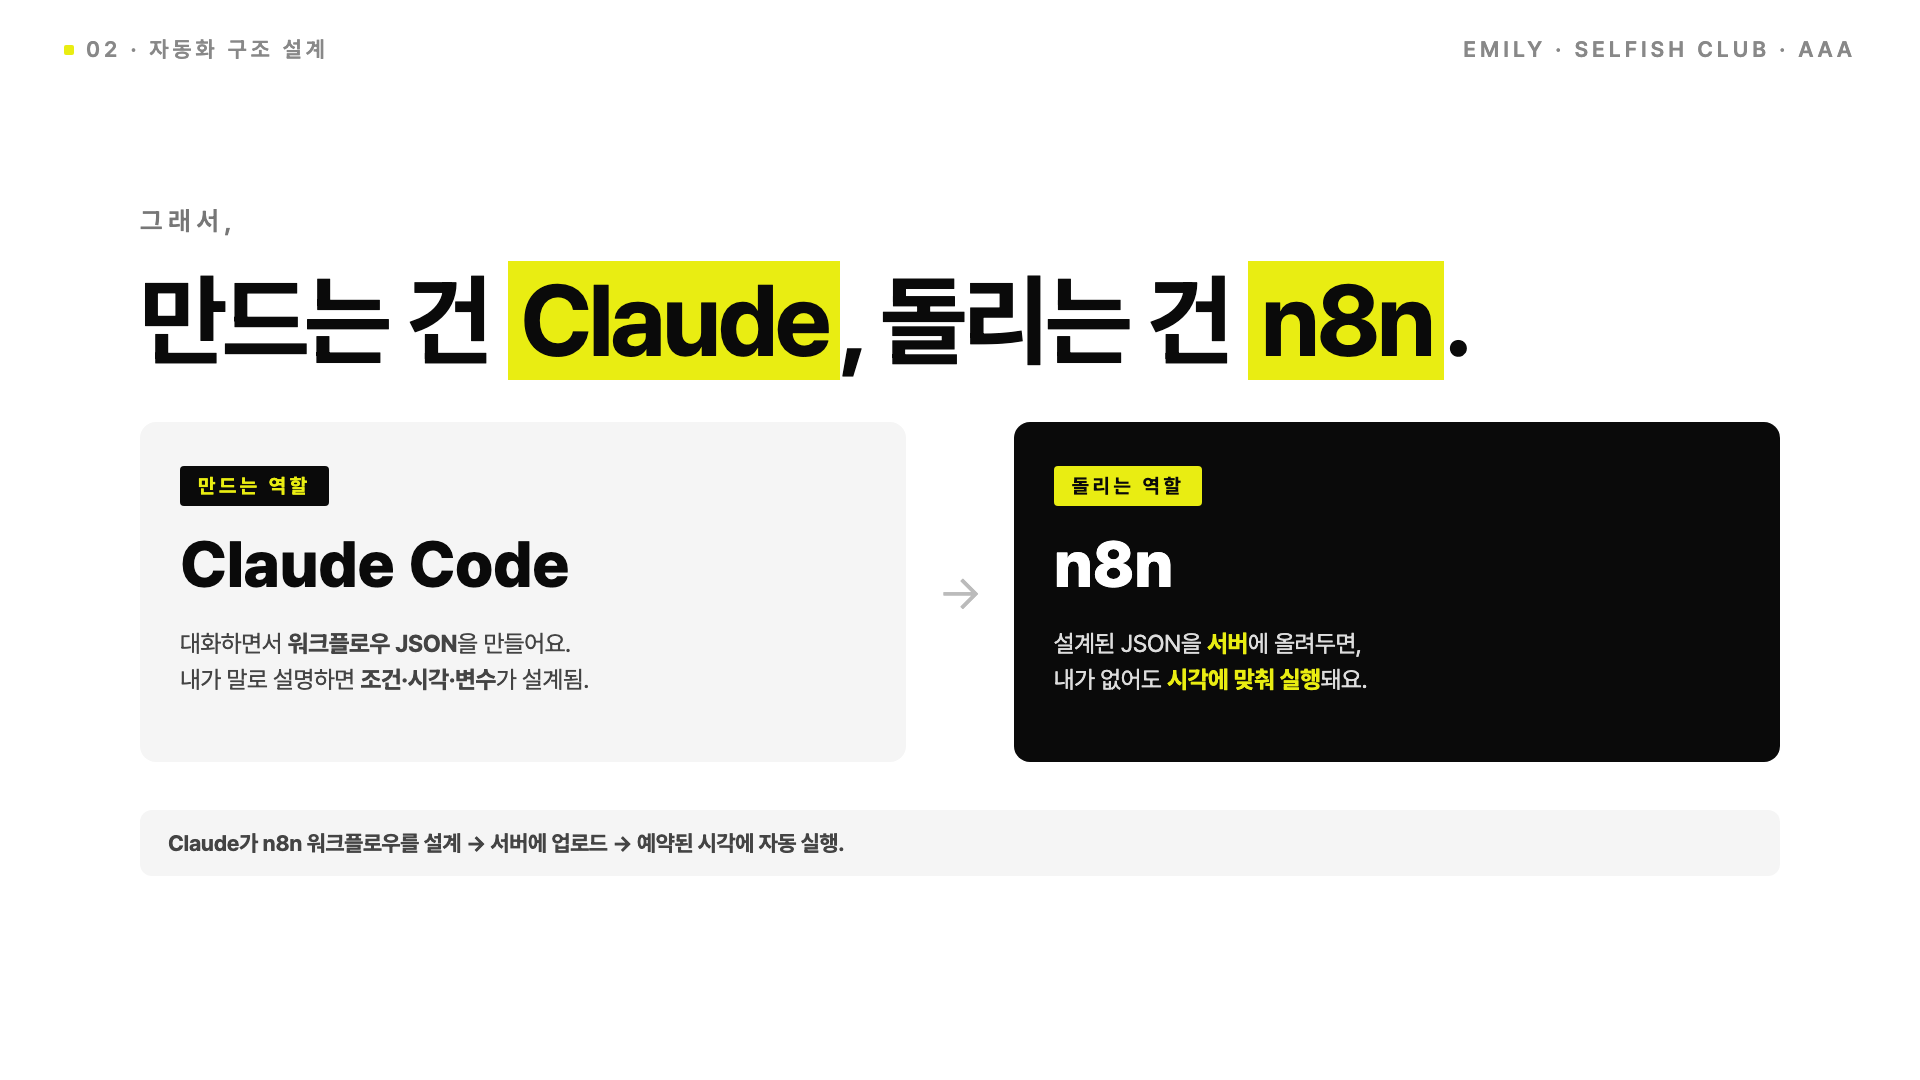 02 · 자동화 구조 설계
EMILY · SELFISH CLUB · AAA
그래서,
만드는 건 Claude, 돌리는 건 n8n.
만드는 역할
Claude Code
대화하면서 워크플로우 JSON을 만들어요.
내가 말로 설명하면 조건·시각·변수가 설계됨.
→
돌리는 역할
n8n
설계된 JSON을 서버에 올려두면,
내가 없어도 시각에 맞춰 실행돼요.
Claude가 n8n 워크플로우를 설계 → 서버에 업로드 → 예약된 시각에 자동 실행.